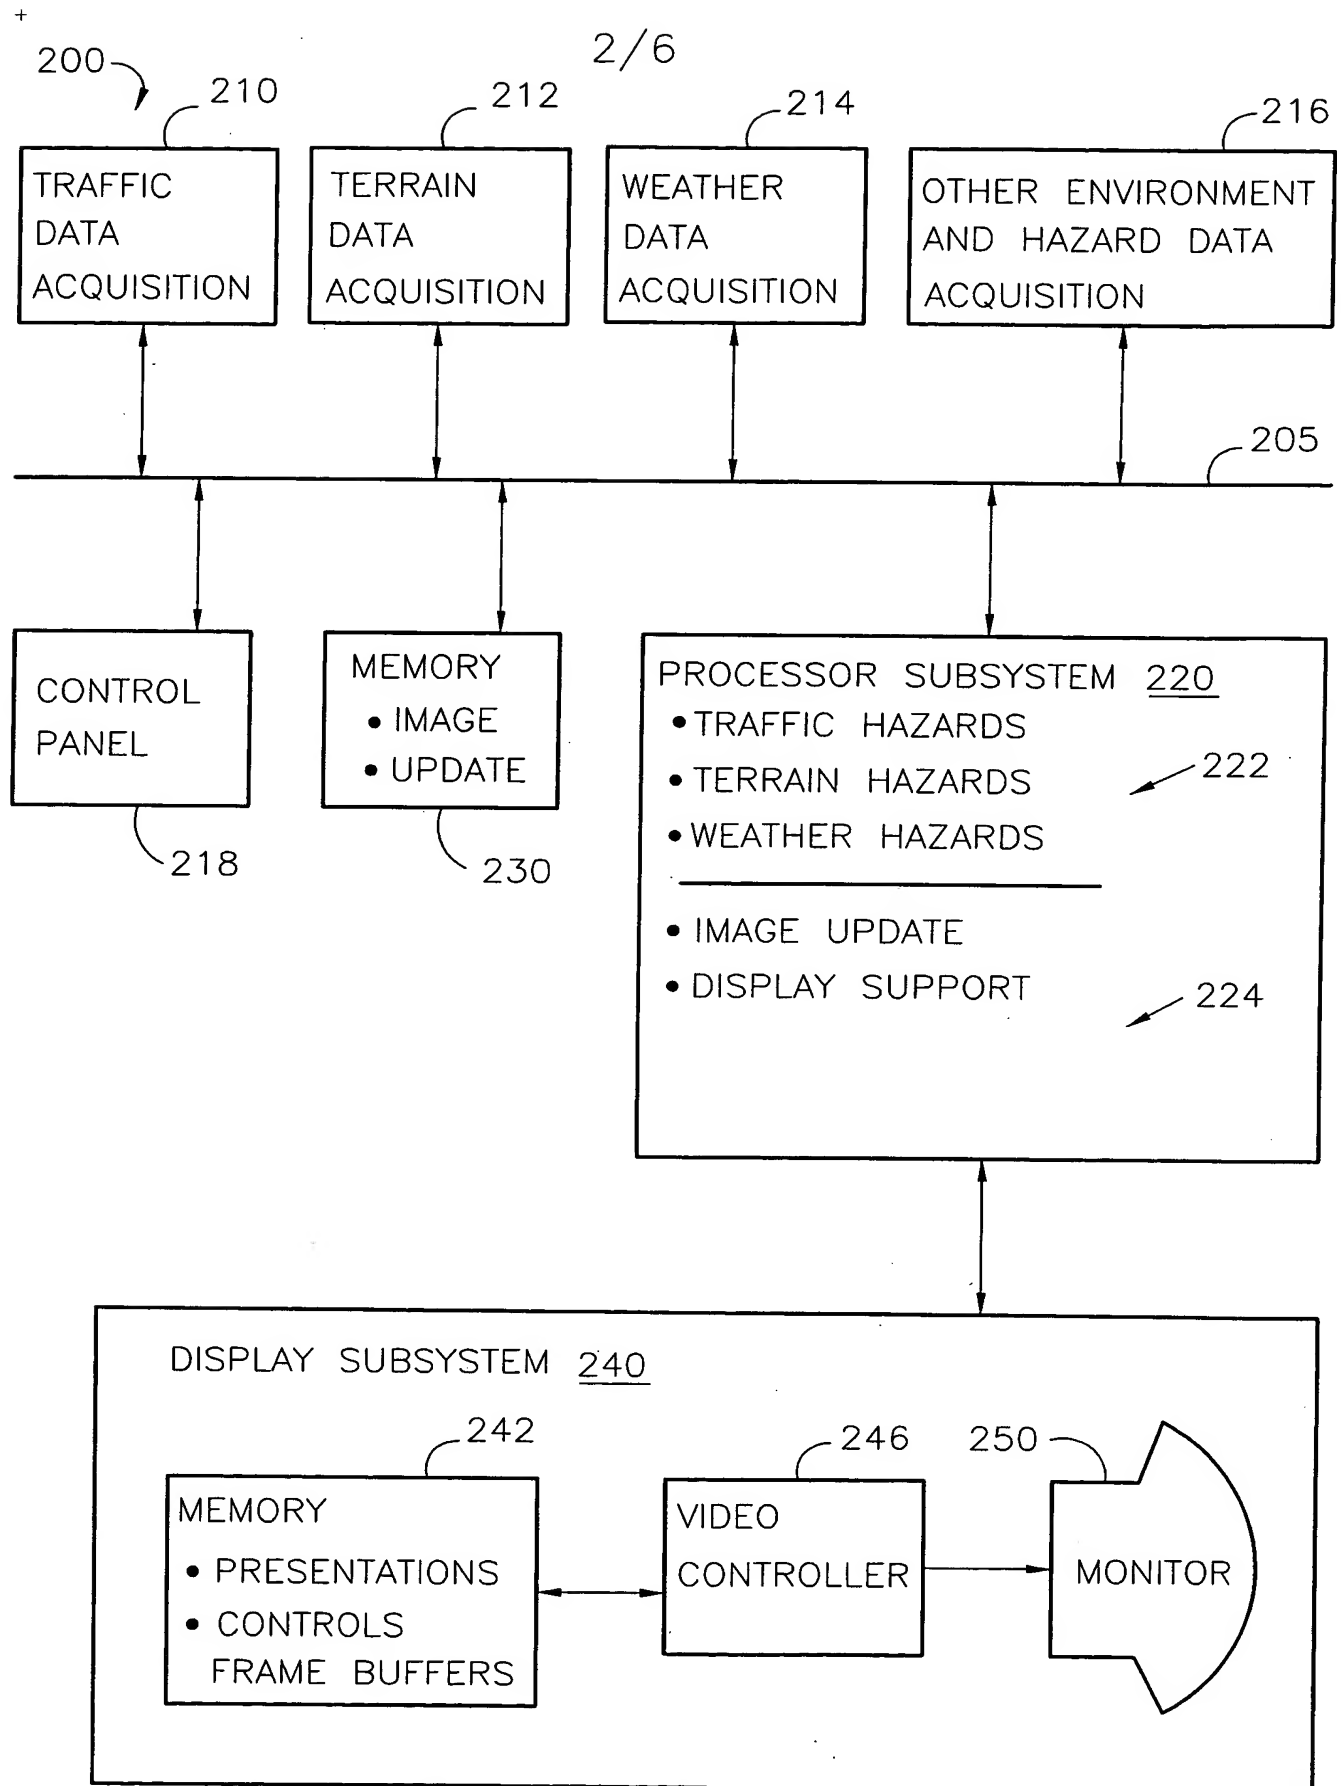 +
2/6
200
210
212
214
216
TRAFFIC
DATA
ACQUISITION
TERRAIN
DATA
ACQUISITION
WEATHER
DATA
ACQUISITION
OTHER ENVIRONMENT
AND HAZARD DATA
ACQUISITION
205
CONTROL
PANEL
218
MEMORY
• IMAGE
• UPDATE
230
PROCESSOR SUBSYSTEM 220
• TRAFFIC HAZARDS
• TERRAIN HAZARDS
• WEATHER HAZARDS
222
• IMAGE UPDATE
• DISPLAY SUPPORT
224
DISPLAY SUBSYSTEM 240
242
246
250
MEMORY
• PRESENTATIONS
• CONTROLS
FRAME BUFFERS
VIDEO
CONTROLLER
MONITOR